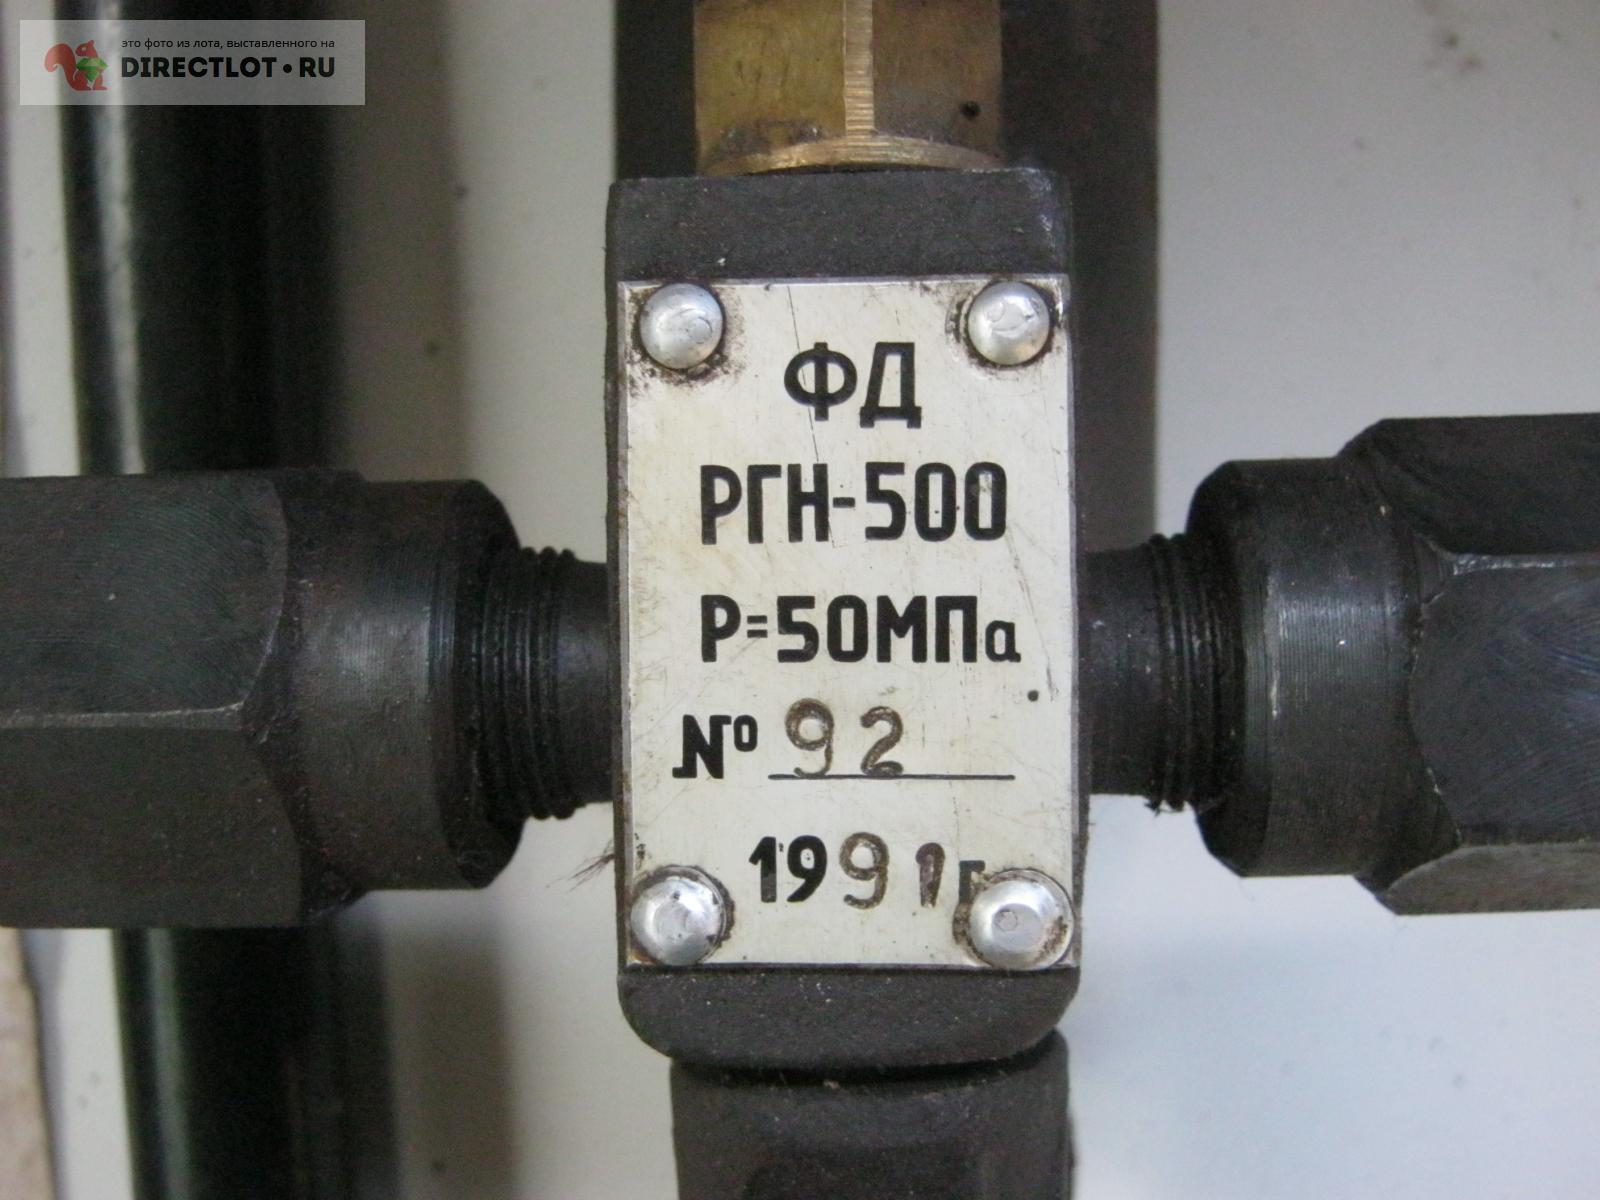 это фото из лота, выставленного на
DIRECTLOT•RU
ФД
РГН-500
Р=50МПа
№ 92
1991г